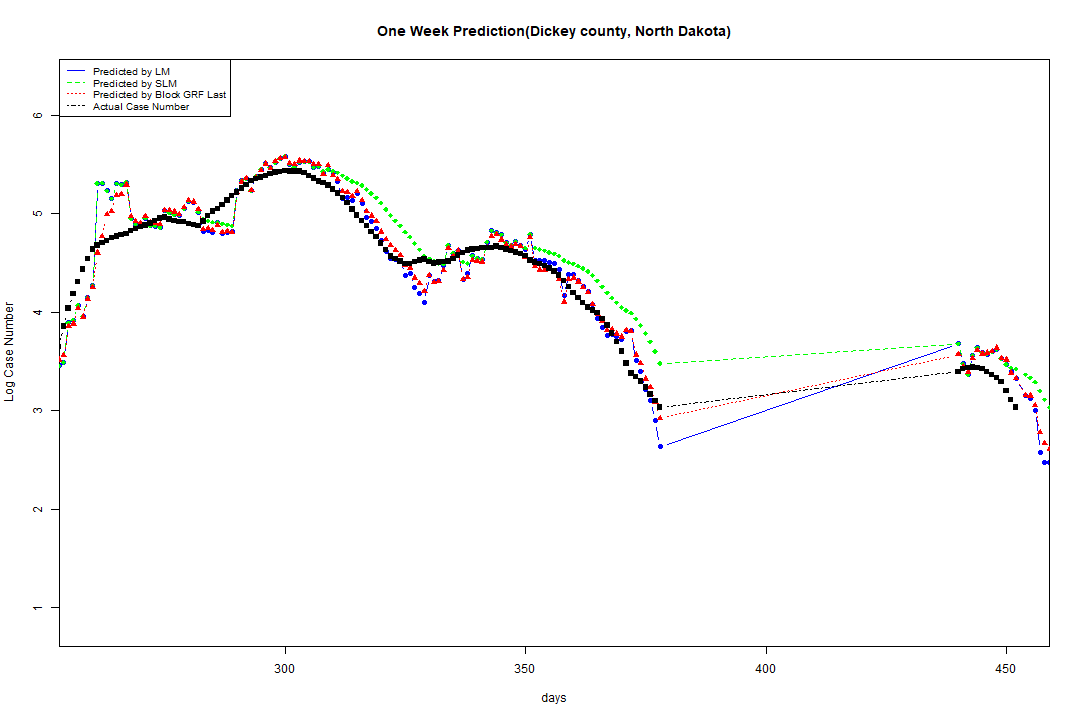 One Week Prediction(Dickey county, North Dakota)
Predicted by LM
Predicted by SLM
Predicted by Block GRF Last
Actual Case Number
6
5
4
3
2
1
Log Case Number
300 350 400 450
days